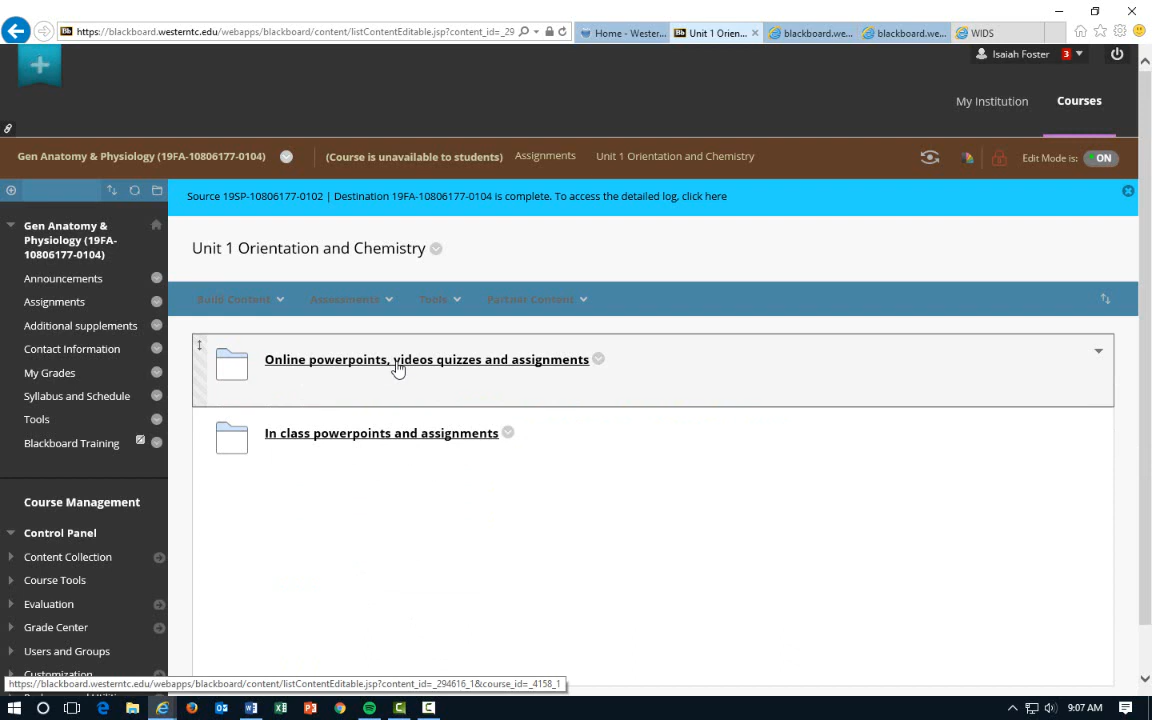 https://blackboard.westerntc.edu/webapps/blackboard/content/listContentEditable.jsp?content_id=_29
Home - Wester...
Unit 1 Orien...
blackboard.we...
blackboard.we...
WIDS
Isaiah Foster 3
My Institution
Courses
Gen Anatomy & Physiology (19FA-10806177-0104)
(Course is unavailable to students)
Assignments
Unit 1 Orientation and Chemistry
Edit Mode is: ON
Source 19SP-10806177-0102 | Destination 19FA-10806177-0104 is complete. To access the detailed log, click here
Gen Anatomy &
Physiology (19FA-
10806177-0104)
Announcements
Assignments
Additional supplements
Contact Information
My Grades
Syllabus and Schedule
Tools
Blackboard Training
Course Management
Control Panel
Content Collection
Course Tools
Evaluation
Grade Center
Users and Groups
Customization
Unit 1 Orientation and Chemistry
Build Content
Assessments
Tools
Partner Content
Online powerpoints, videos quizzes and assignments
In class powerpoints and assignments
https://blackboard.westerntc.edu/webapps/blackboard/content/listContentEditable.jsp?content_id=_294616_1&course_id=_4158_1
9:07 AM